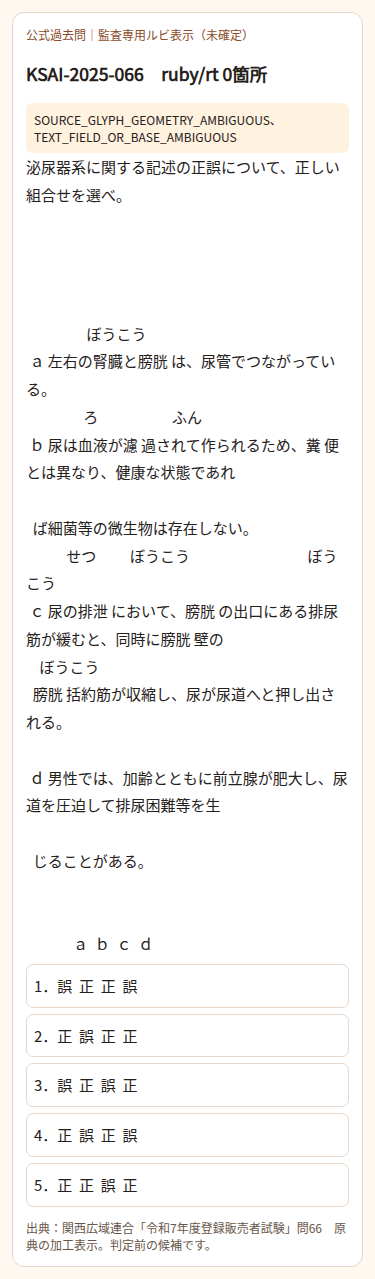 公式過去問｜監査専用ルビ表示（未確定）
KSAI-2025-066　ruby/rt 0箇所
SOURCE_GLYPH_GEOMETRY_AMBIGUOUS、
TEXT_FIELD_OR_BASE_AMBIGUOUS
泌尿器系に関する記述の正誤について、正しい
組合せを選べ。
ぼうこう
ａ 左右の腎臓と膀胱 は、尿管でつながってい
る。
ろ　　　　　ふん
ｂ 尿は血液が濾 過されて作られるため、糞 便
とは異なり、健康な状態であれ
ば細菌等の微生物は存在しない。
せつ　　ぼうこう　　　　　　　　ぼう
こう
ｃ 尿の排泄 において、膀胱 の出口にある排尿
筋が緩むと、同時に膀胱 壁の
ぼうこう
膀胱 括約筋が収縮し、尿が尿道へと押し出さ
れる。
ｄ 男性では、加齢とともに前立腺が肥大し、尿
道を圧迫して排尿困難等を生
じることがある。
ａ ｂ ｃ ｄ
1．誤 正 正 誤
2．正 誤 正 正
3．誤 正 誤 正
4．正 誤 正 誤
5．正 正 誤 正
出典：関西広域連合「令和7年度登録販売者試験」問66　原
典の加工表示。判定前の候補です。